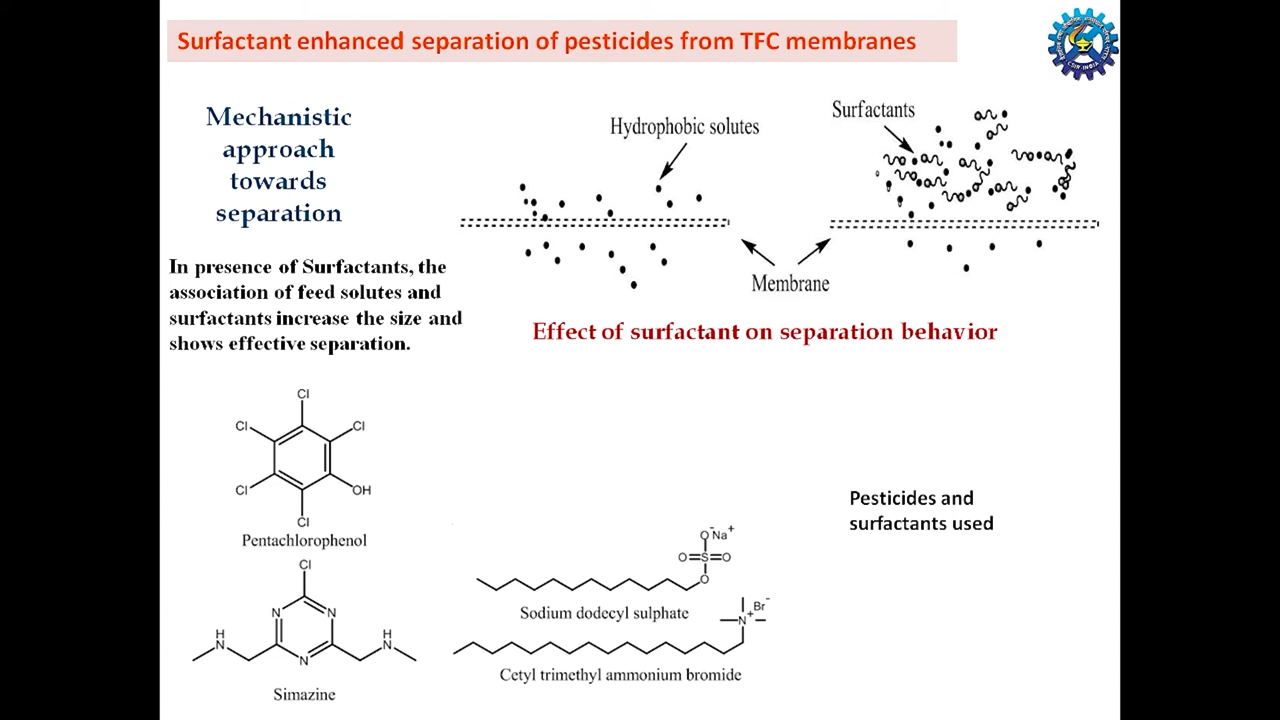 Surfactant enhanced separation of pesticides from TFC membranes
Mechanistic
approach
towards
separation
In presence of Surfactants, the
association of feed solutes and
surfactants increase the size and
shows effective separation.
Hydrophobic solutes
Surfactants
Membrane
Effect of surfactant on separation behavior
Cl
Cl
Cl
Cl
OH
Cl
Pentachlorophenol
Cl
N
N
H
N
H
N
N
Simazine
O⁻Na⁺
O=S=O
O
Sodium dodecyl sulphate
Br⁻
N⁺
Cetyl trimethyl ammonium bromide
Pesticides and
surfactants used
CSIR-INDIA